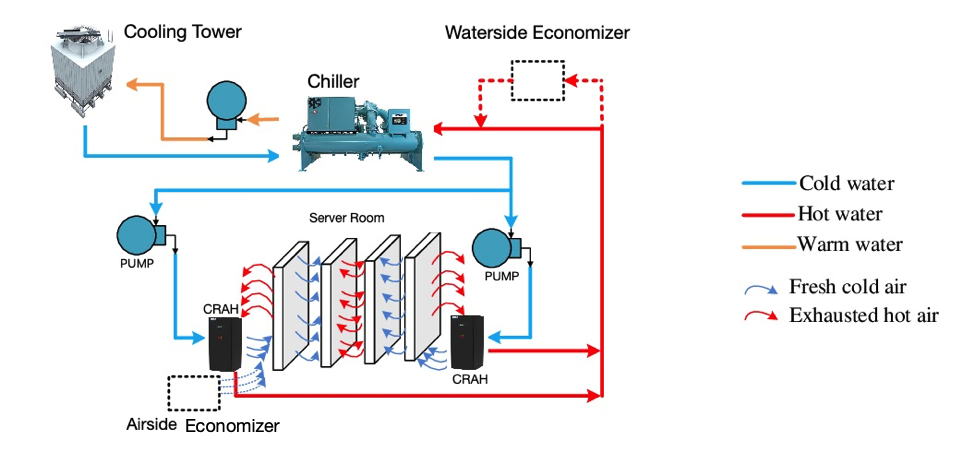 Cooling Tower
Waterside Economizer
Chiller
Cold water
Hot water
Server Room
Warm water
PUMP
PUMP
Fresh cold air
CRAH
Exhausted hot air
CRAH
Airside Economizer